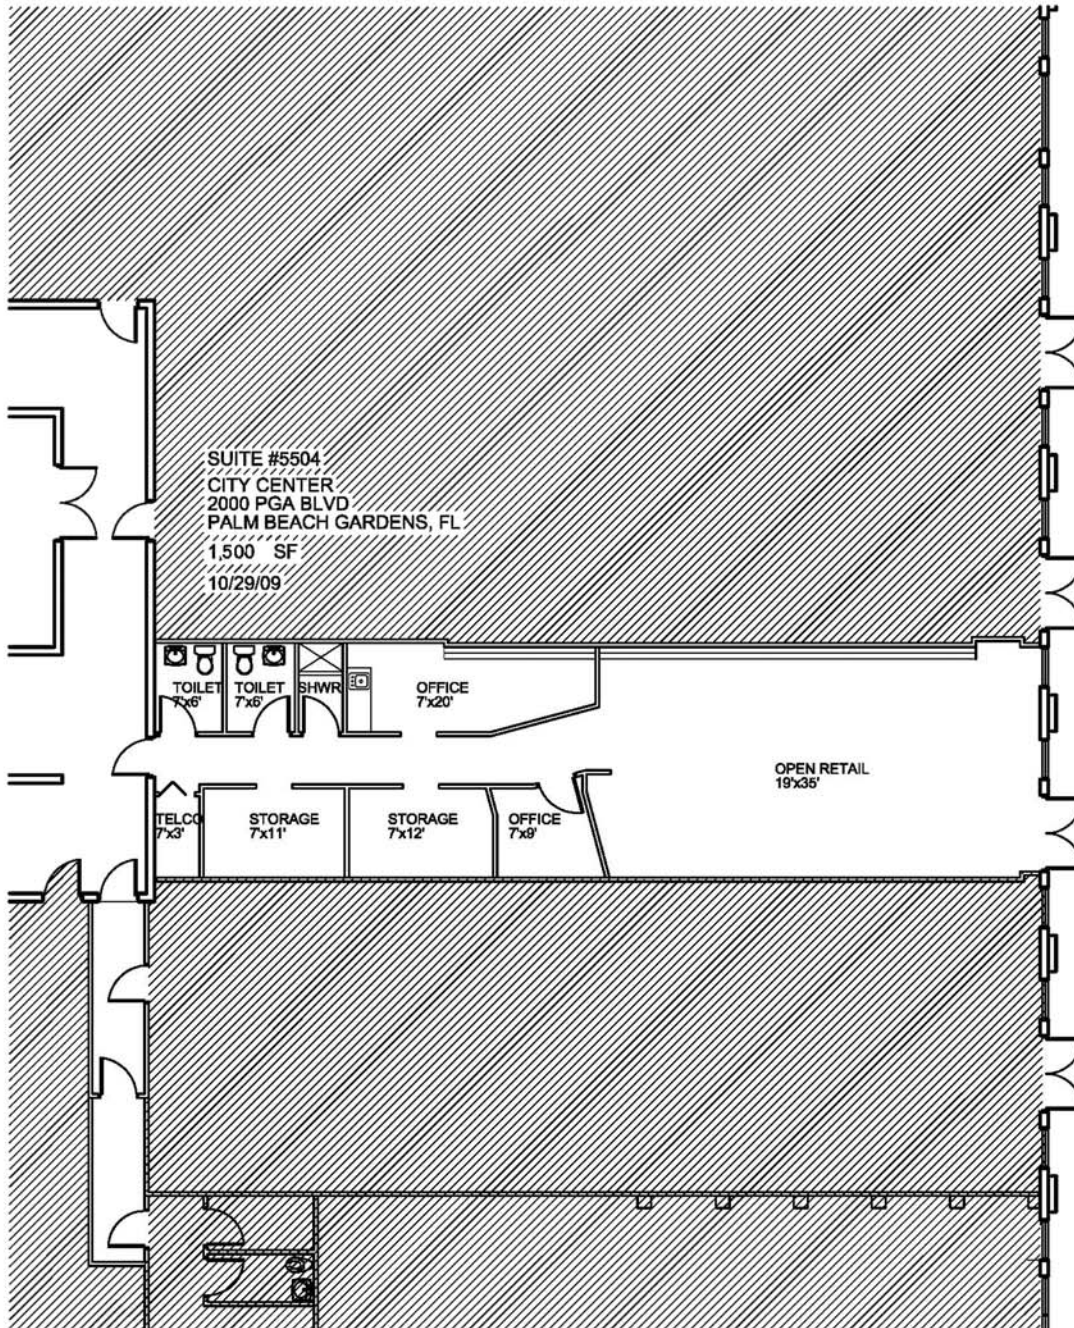 SUITE #5504
CITY CENTER
2000 PGA BLVD
PALM BEACH GARDENS, FL
1,500 SF
10/29/09
TOILET
7'x6'
TOILET
7'x6'
SHWR
OFFICE
7'x20'
OPEN RETAIL
19'x35'
TELCO
7'x3'
STORAGE
7'x11'
STORAGE
7'x12'
OFFICE
7'x9'